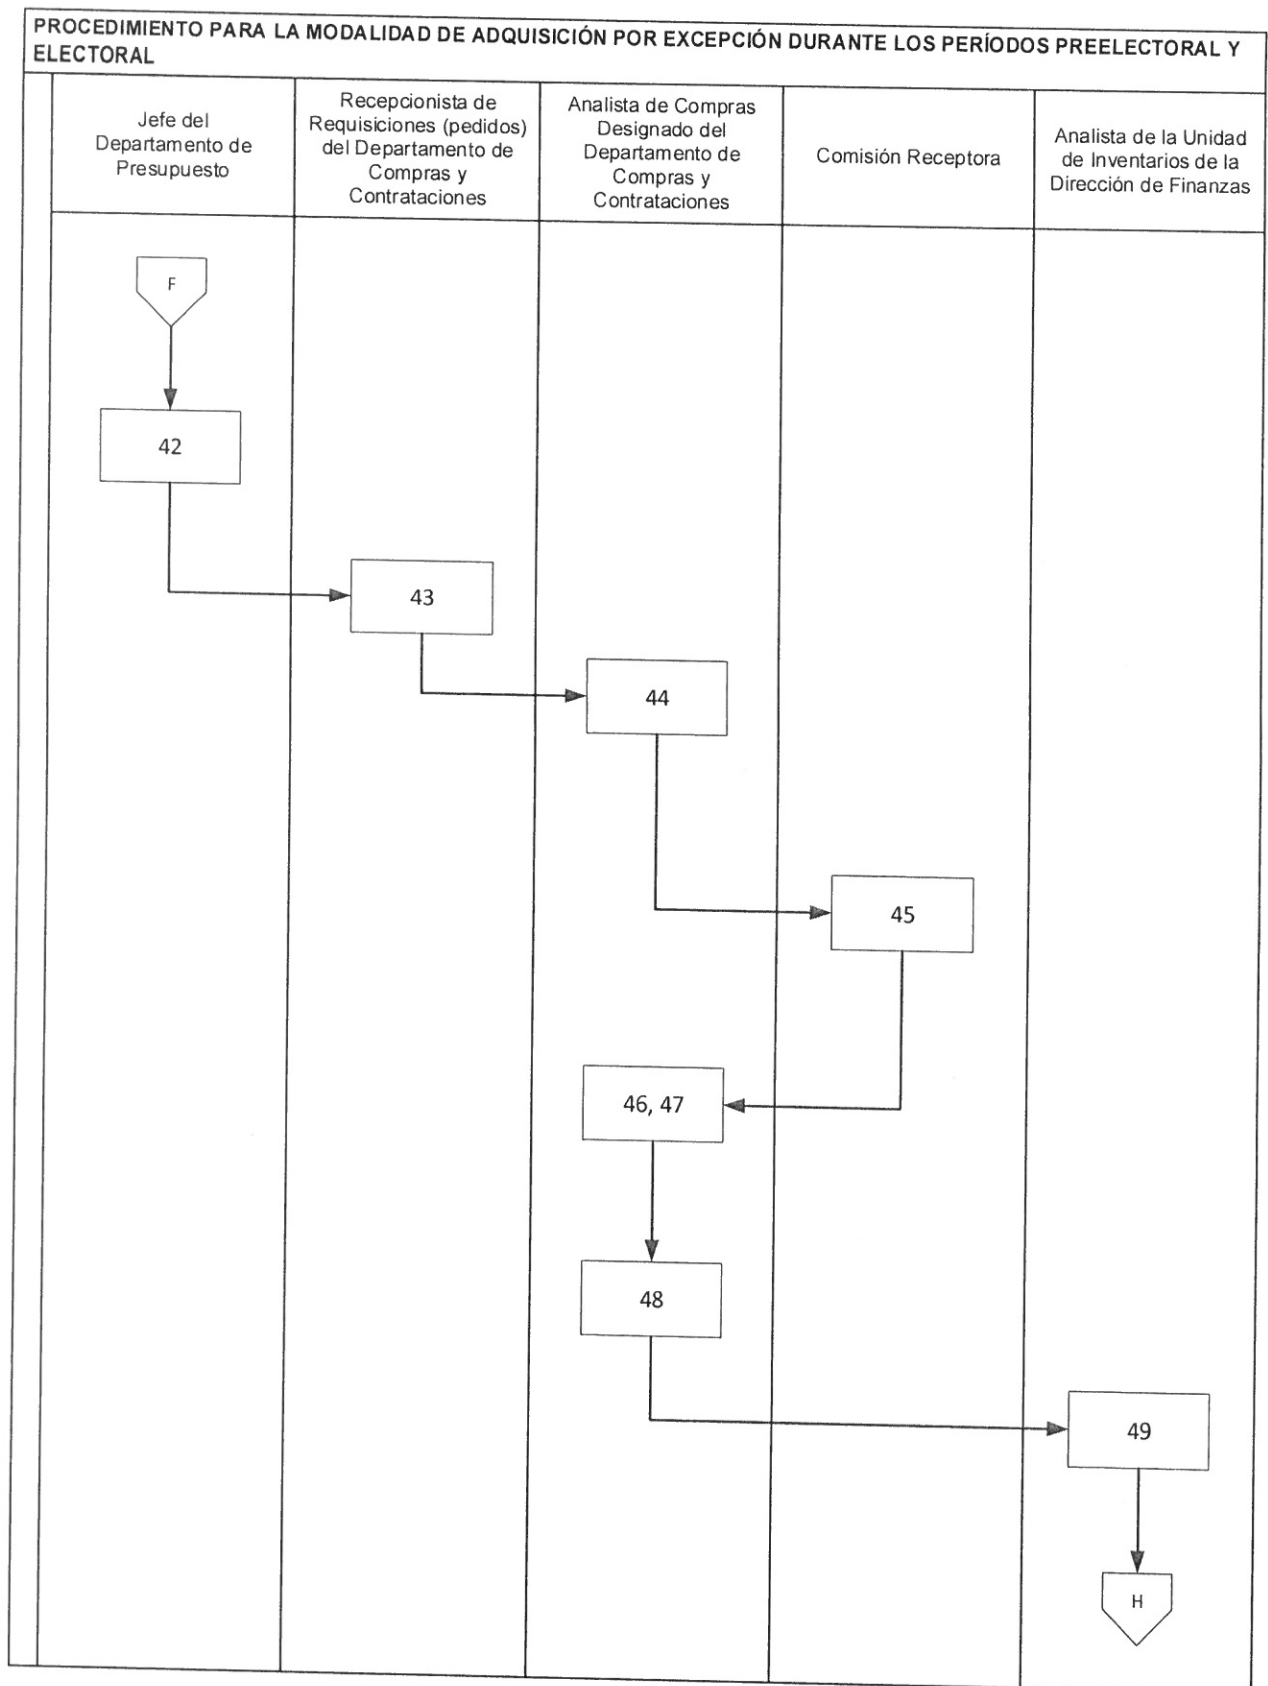 PROCEDIMIENTO PARA LA MODALIDAD DE ADQUISICIÓN POR EXCEPCIÓN DURANTE LOS PERÍODOS PREELECTORAL Y
ELECTORAL
Jefe del
Departamento de
Presupuesto
Recepcionista de
Requisiciones (pedidos)
del Departamento de
Compras y
Contrataciones
Analista de Compras
Designado del
Departamento de
Compras y
Contrataciones
Comisión Receptora
Analista de la Unidad
de Inventarios de la
Dirección de Finanzas
F
42
43
44
45
46, 47
48
49
H